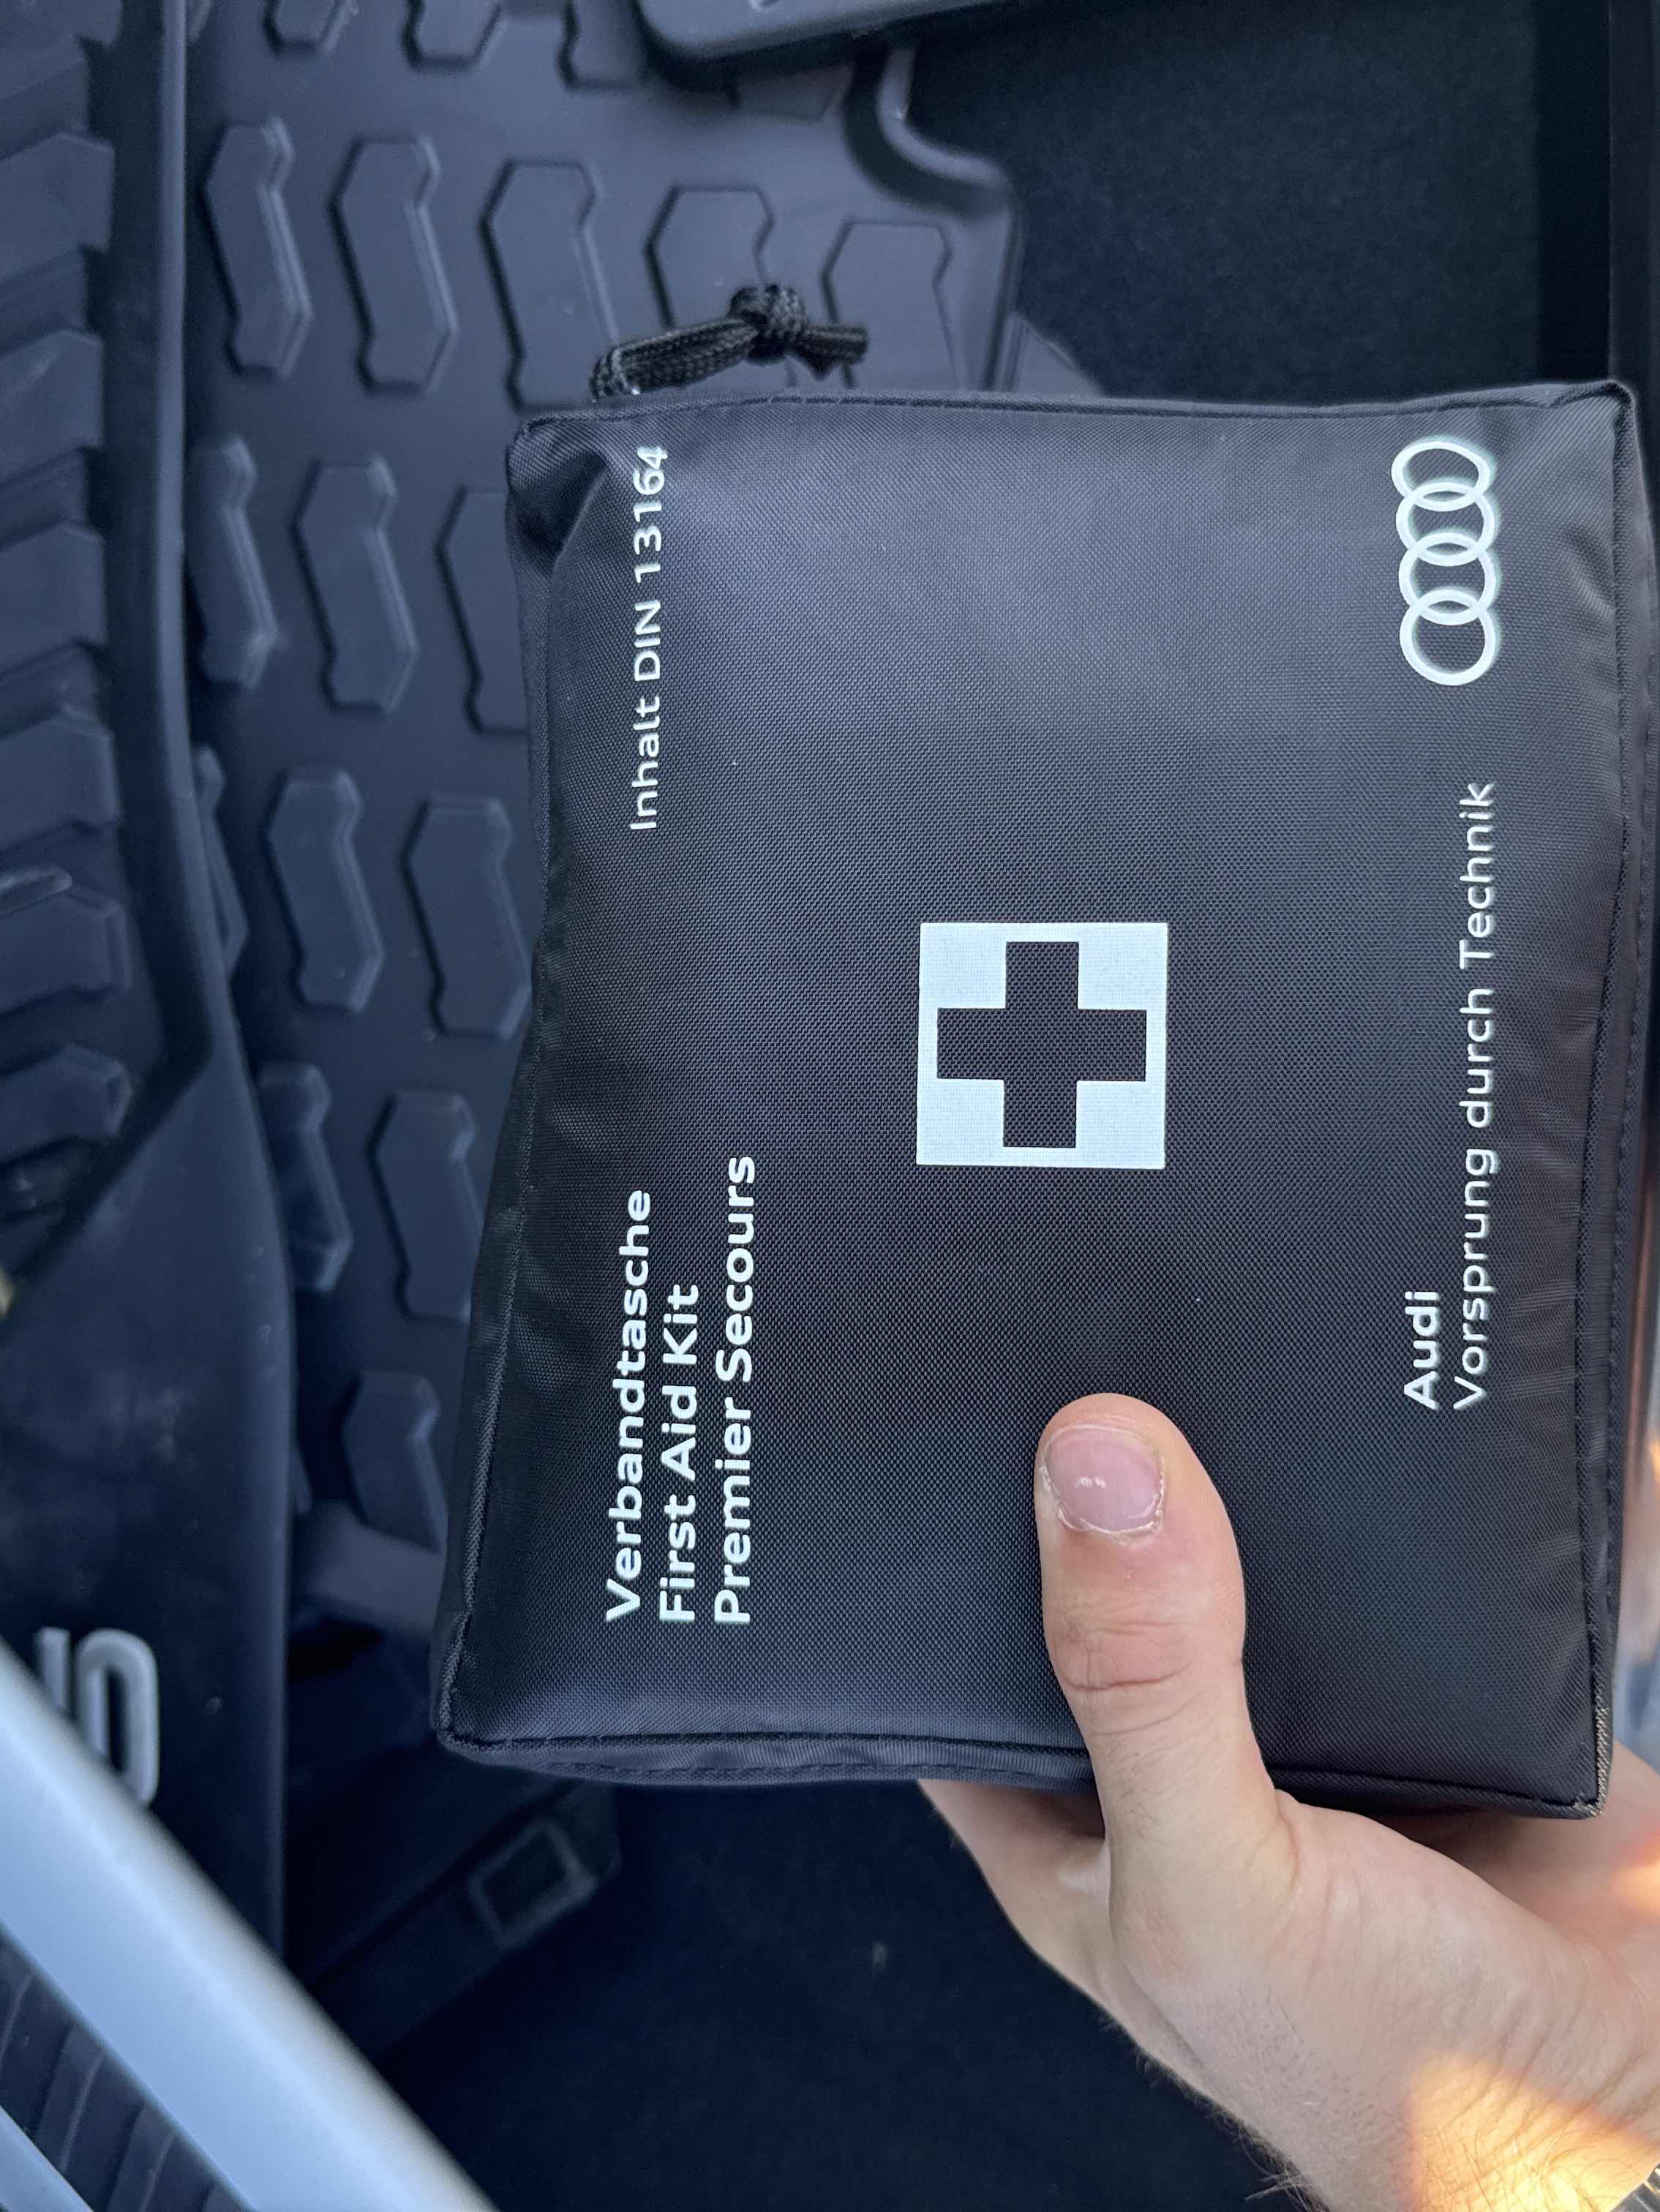 Verbandtasche
First Aid Kit
Premier Secours
Inhalt DIN 13164
Audi
Vorsprung durch Technik